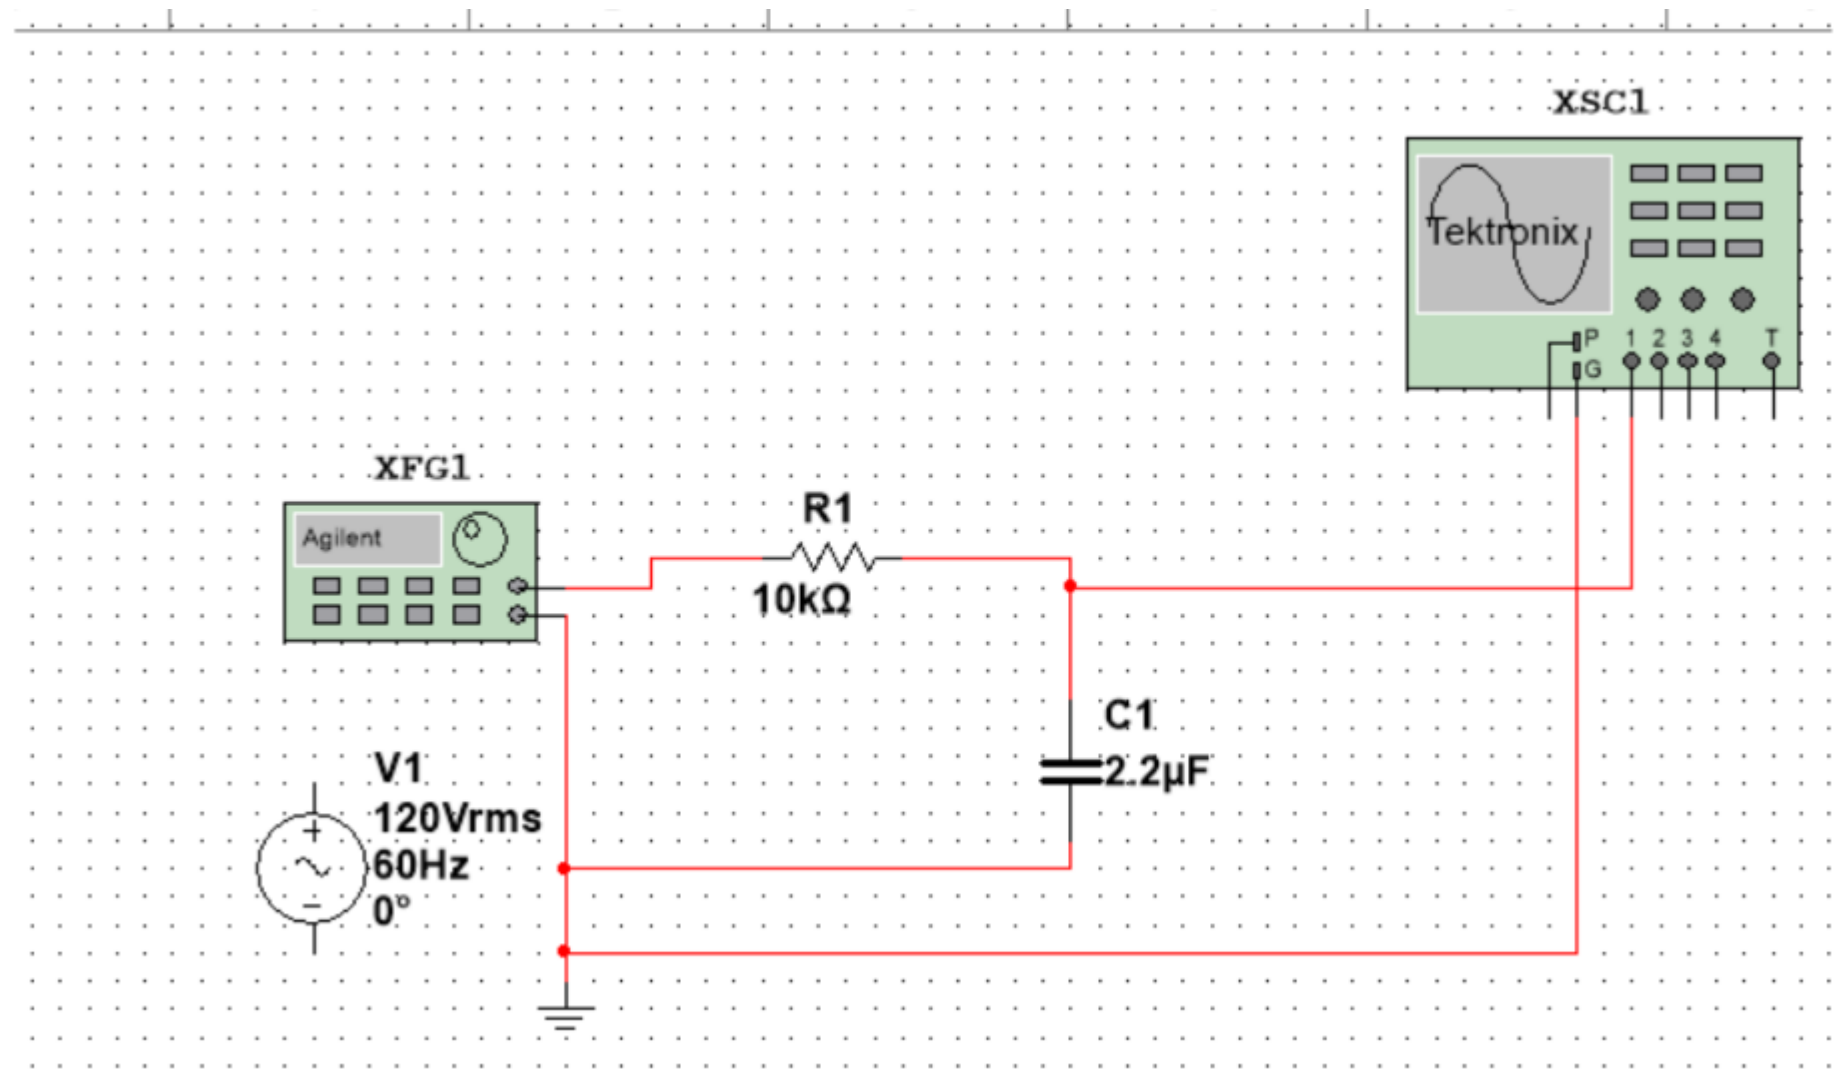 XSC1
Tektronix
P 1 2 3 4 T
G
XFG1
Agilent
R1
10kΩ
C1
2.2µF
V1
120Vrms
60Hz
0°